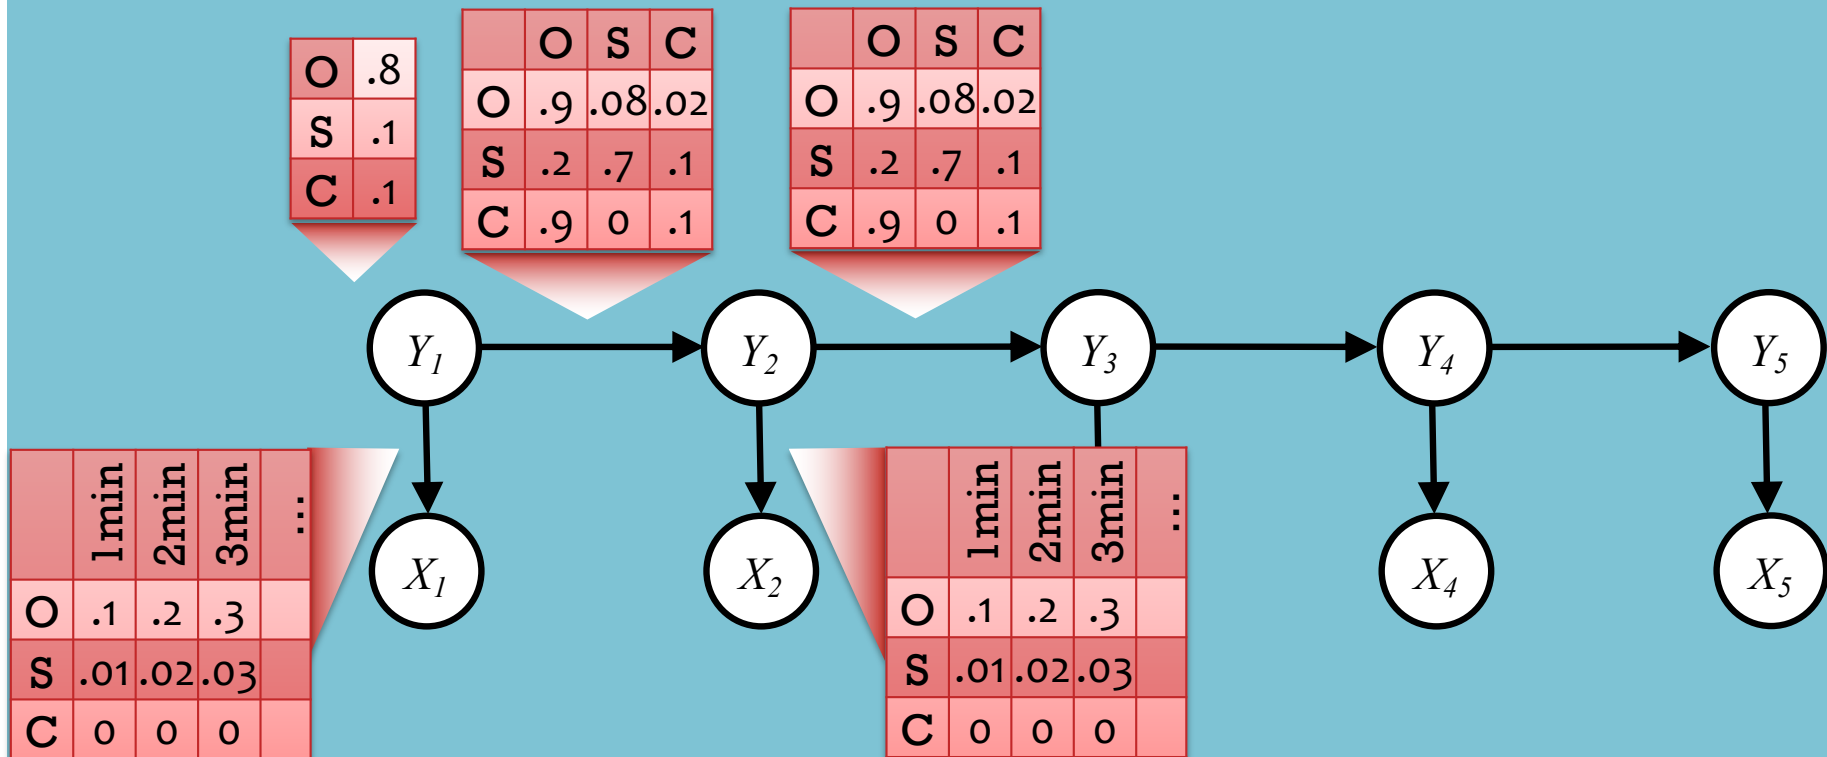 O .8
S .1
C .1
O S C
O .9 .08 .02
S .2 .7 .1
C .9 0 .1
O S C
O .9 .08 .02
S .2 .7 .1
C .9 0 .1
Y1 Y2 Y3 Y4 Y5
1min 2min 3min ...
O .1 .2 .3
S .01 .02 .03
C 0 0 0
X1 X2
1min 2min 3min ...
O .1 .2 .3
S .01 .02 .03
C 0 0 0
X4 X5